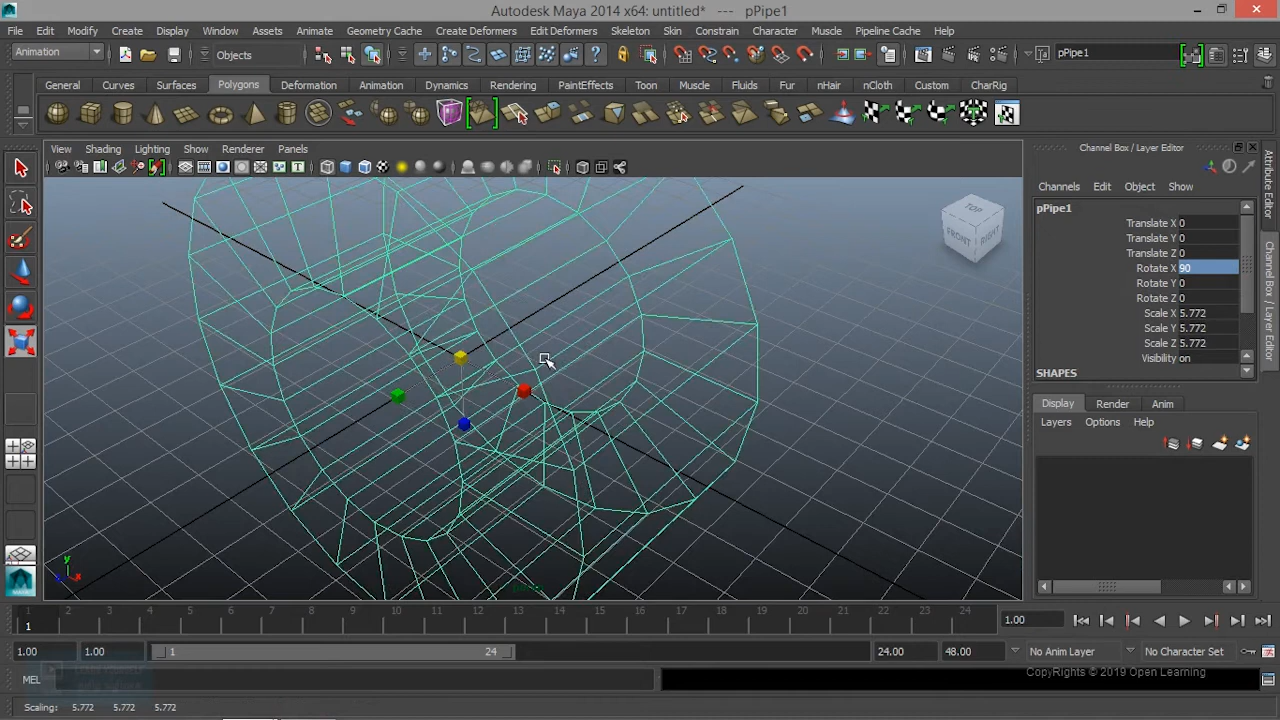 Autodesk Maya 2014 x64: untitled* --- pPipe1
File Edit Modify Create Display Window Assets Animate Geometry Cache Create Deformers Edit Deformers Skeleton Skin Constrain Character Muscle Pipeline Cache Help
Animation Objects pPipe1
General Curves Surfaces Polygons Deformation Animation Dynamics Rendering PaintEffects Toon Muscle Fluids Fur nHair nCloth Custom CharRig
View Shading Lighting Show Renderer Panels
Channel Box / Layer Editor
Channels Edit Object Show
pPipe1
Translate X 0
Translate Y 0
Translate Z 0
Rotate X 90
Rotate Y 0
Rotate Z 0
Scale X 5.772
Scale Y 5.772
Scale Z 5.772
Visibility on
SHAPES
Display Render Anim
Layers Options Help
Attribute Editor
Channel Box / Layer Editor
TOP
FRONT
RIGHT
y
x
1 2 3 4 5 6 7 8 9 10 11 12 13 14 15 16 17 18 19 20 21 22 23 24
1
1.00
1.00 1.00 1 24 24.00 48.00 No Anim Layer No Character Set
MEL
CopyRights © 2019 Open Learning
Scaling: 5.772 5.772 5.772